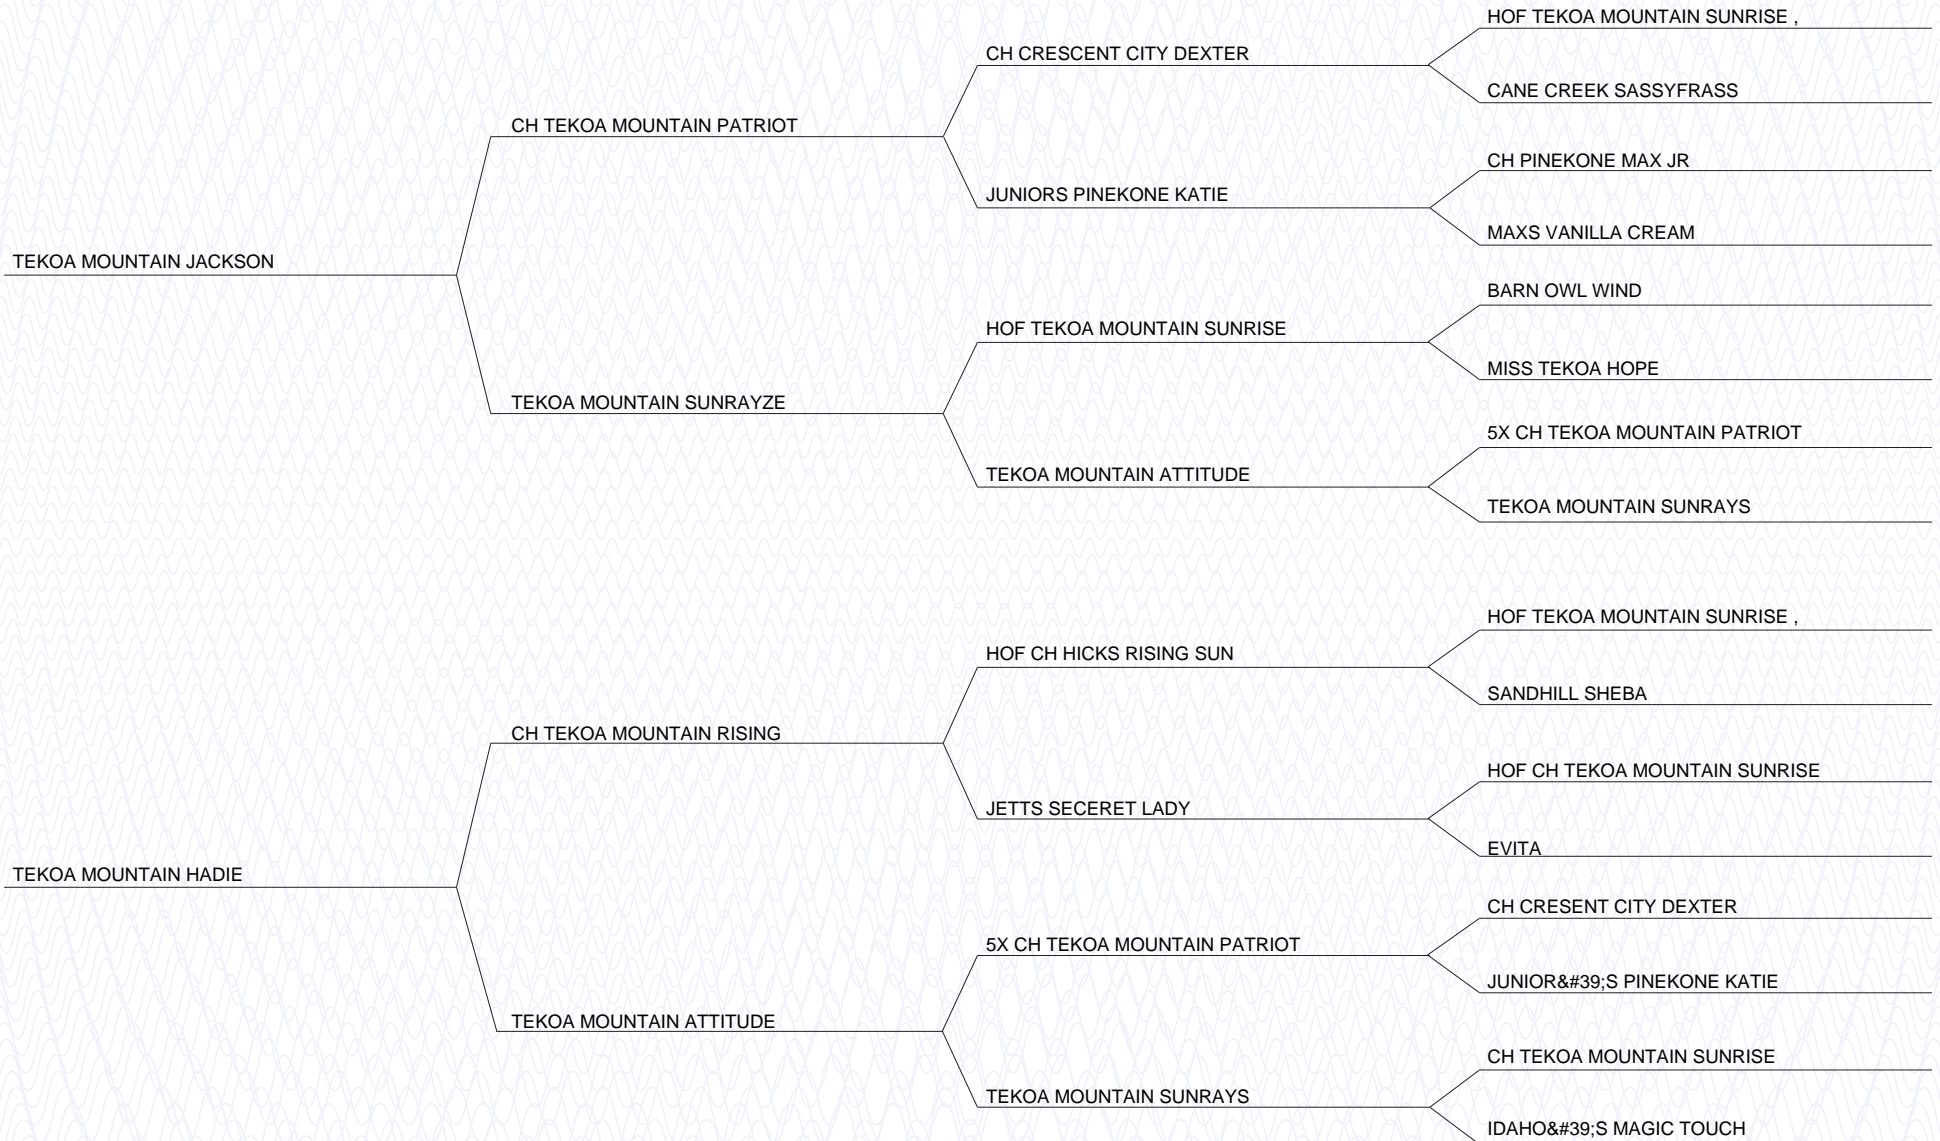 HOF TEKOA MOUNTAIN SUNRISE ,
CH CRESCENT CITY DEXTER
CANE CREEK SASSYFRASS
CH TEKOA MOUNTAIN PATRIOT
CH PINEKONE MAX JR
JUNIORS PINEKONE KATIE
MAXS VANILLA CREAM
TEKOA MOUNTAIN JACKSON
BARN OWL WIND
HOF TEKOA MOUNTAIN SUNRISE
MISS TEKOA HOPE
TEKOA MOUNTAIN SUNRAYZE
5X CH TEKOA MOUNTAIN PATRIOT
TEKOA MOUNTAIN ATTITUDE
TEKOA MOUNTAIN SUNRAYS
HOF TEKOA MOUNTAIN SUNRISE ,
HOF CH HICKS RISING SUN
SANDHILL SHEBA
CH TEKOA MOUNTAIN RISING
HOF CH TEKOA MOUNTAIN SUNRISE
JETTS SECERET LADY
EVITA
TEKOA MOUNTAIN HADIE
CH CRESENT CITY DEXTER
5X CH TEKOA MOUNTAIN PATRIOT
JUNIOR&#39;S PINEKONE KATIE
TEKOA MOUNTAIN ATTITUDE
CH TEKOA MOUNTAIN SUNRISE
TEKOA MOUNTAIN SUNRAYS
IDAHO&#39;S MAGIC TOUCH